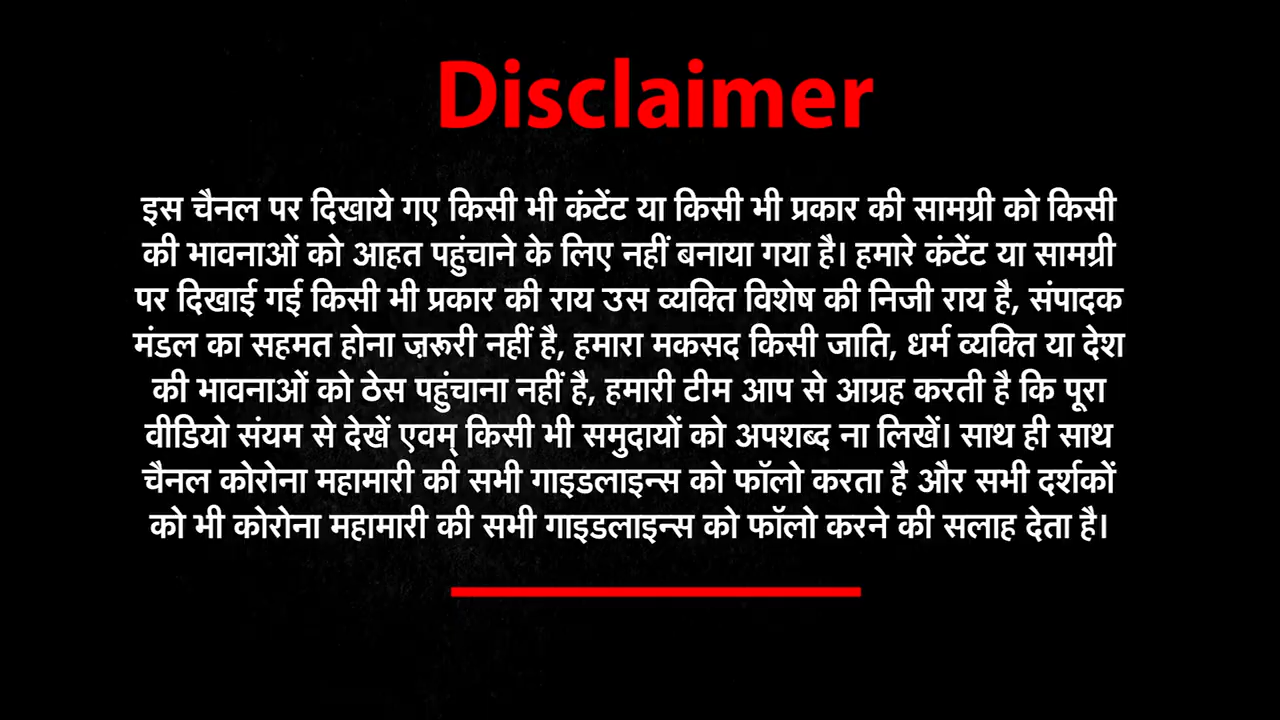 Disclaimer
इस चैनल पर दिखाये गए किसी भी कंटेंट या किसी भी प्रकार की सामग्री को किसी
की भावनाओं को आहत पहुंचाने के लिए नहीं बनाया गया है। हमारे कंटेंट या सामग्री
पर दिखाई गई किसी भी प्रकार की राय उस व्यक्ति विशेष की निजी राय है, संपादक
मंडल का सहमत होना ज़रूरी नहीं है, हमारा मकसद किसी जाति, धर्म व्यक्ति या देश
की भावनाओं को ठेस पहुंचाना नहीं है, हमारी टीम आप से आग्रह करती है कि पूरा
वीडियो संयम से देखें एवम् किसी भी समुदायों को अपशब्द ना लिखें। साथ ही साथ
चैनल कोरोना महामारी की सभी गाइडलाइन्स को फॉलो करता है और सभी दर्शकों
को भी कोरोना महामारी की सभी गाइडलाइन्स को फॉलो करने की सलाह देता है।